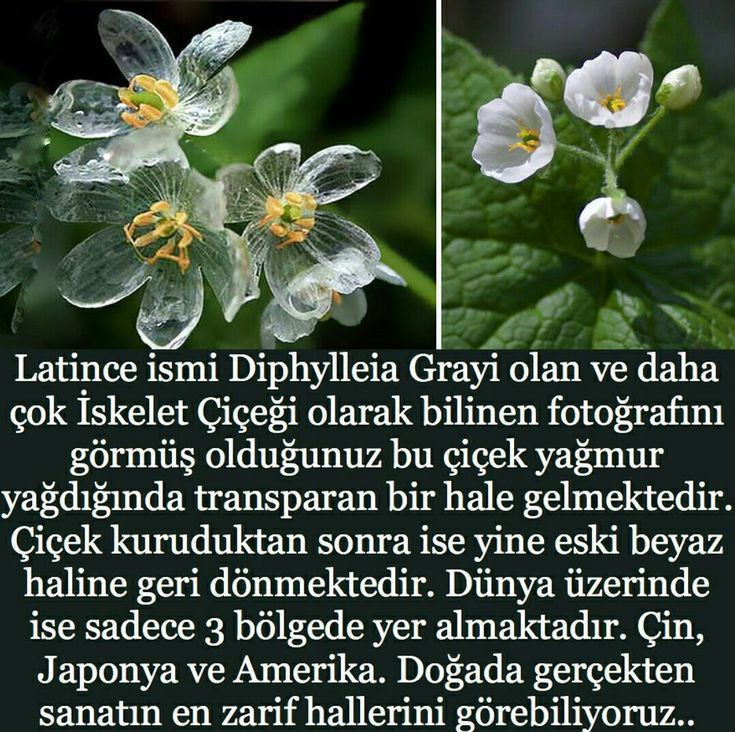 Latince ismi Diphylleia Grayi olan ve daha
çok İskelet Çiçeği olarak bilinen fotoğrafını
görmüş olduğunuz bu çiçek yağmur
yağdığında transparan bir hale gelmektedir.
Çiçek kuruduktan sonra ise yine eski beyaz
haline geri dönmektedir. Dünya üzerinde
ise sadece 3 bölgede yer almaktadır. Çin,
Japonya ve Amerika. Doğada gerçekten
sanatın en zarif hallerini görebiliyoruz..